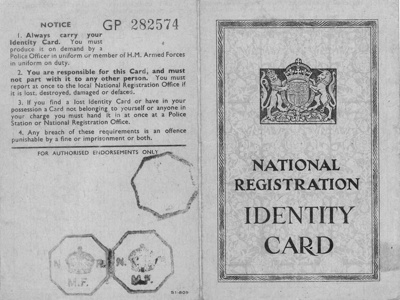 NOTICE GP 282574
1. Always carry your
Identity Card. You must
produce it on demand by a
Police Officer in uniform or member of H.M. Armed Forces
in uniform on duty.
2. You are responsible for this Card, and must
not part with it to any other person. You must
report at once to the local National Registration Office if
it is lost, destroyed, damaged or defaced.
3. If you find a lost Identity Card or have in your
possession a Card not belonging to yourself or anyone in
your charge you must hand it in at once at a Police
Station or National Registration Office.
4. Any breach of these requirements is an offence
punishable by a fine or imprisonment or both.
FOR AUTHORISED ENDORSEMENTS ONLY
N. R.
M.F.
N.
M.F.
NATIONAL
REGISTRATION
IDENTITY
CARD